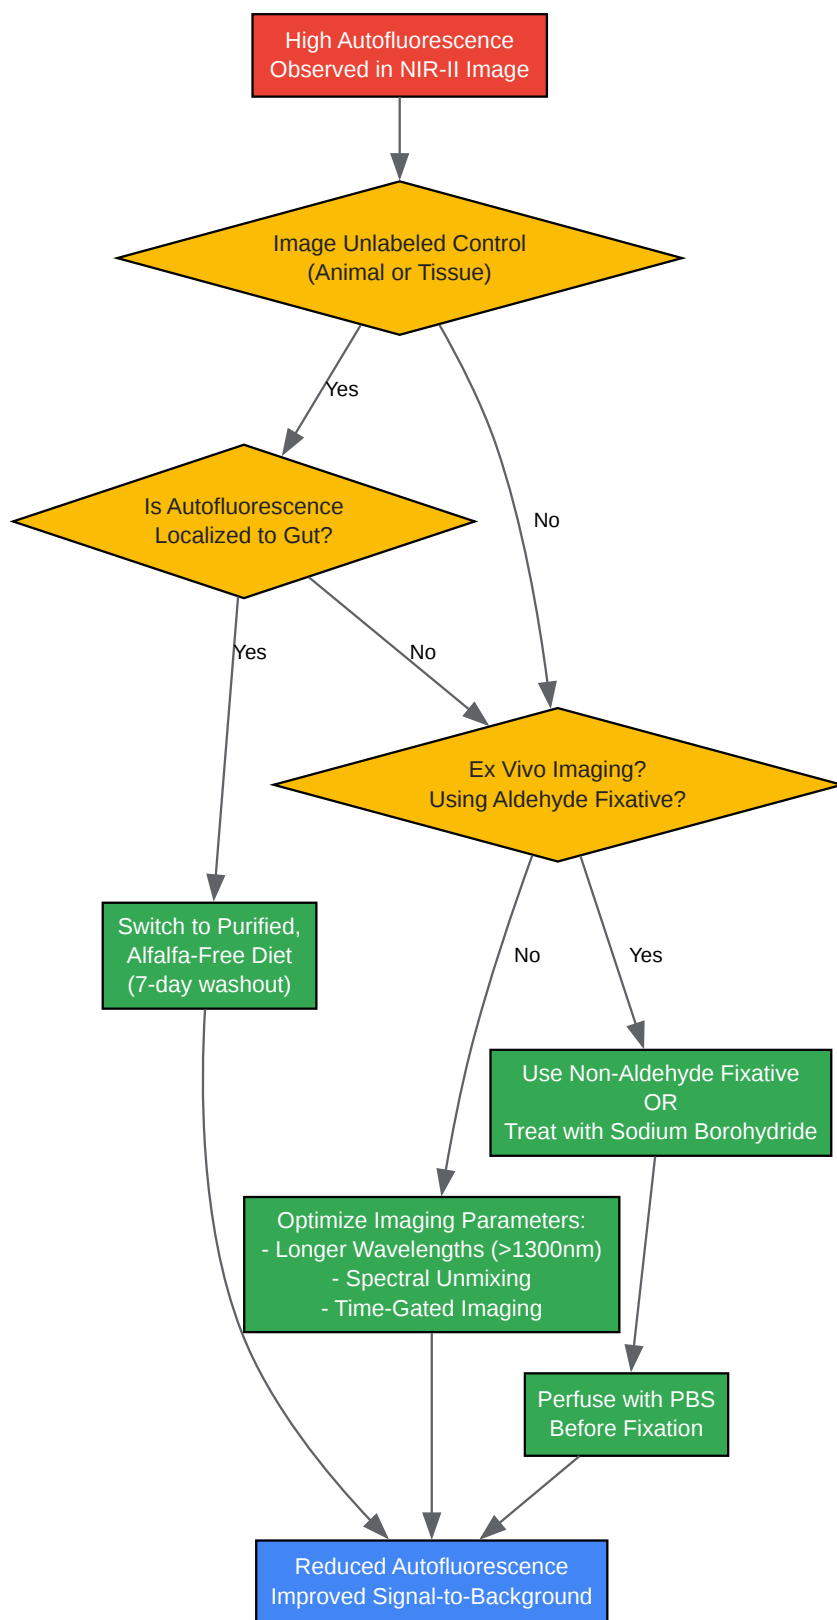 High Autofluorescence
Observed in NIR-II Image
Image Unlabeled Control
(Animal or Tissue)
Yes
Is Autofluorescence
Localized to Gut?
No
Yes
No
Ex Vivo Imaging?
Using Aldehyde Fixative?
Switch to Purified,
Alfalfa-Free Diet
(7-day washout)
No
Yes
Use Non-Aldehyde Fixative
OR
Treat with Sodium Borohydride
Optimize Imaging Parameters:
- Longer Wavelengths (>1300nm)
- Spectral Unmixing
- Time-Gated Imaging
Perfuse with PBS
Before Fixation
Reduced Autofluorescence
Improved Signal-to-Background